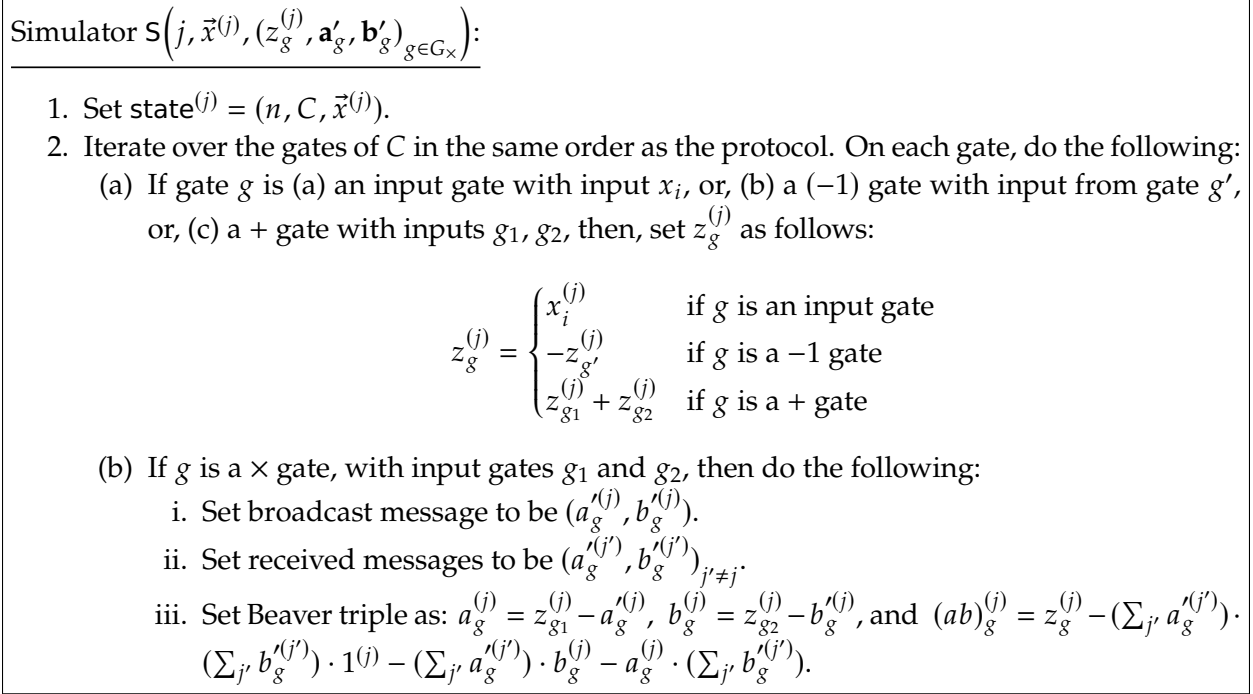 Simulator S(j, x⃗^(j), (z_g^(j), a′_g, b′_g)_{g∈G_×}):
1. Set state^(j) = (n, C, x⃗^(j)).
2. Iterate over the gates of C in the same order as the protocol. On each gate, do the following:
(a) If gate g is (a) an input gate with input x_i, or, (b) a (−1) gate with input from gate g′,
or, (c) a + gate with inputs g_1, g_2, then, set z_g^(j) as follows:
z_g^(j) = { x_i^(j) if g is an input gate
−z_{g′}^(j) if g is a −1 gate
z_{g_1}^(j) + z_{g_2}^(j) if g is a + gate
(b) If g is a × gate, with input gates g_1 and g_2, then do the following:
i. Set broadcast message to be (a′_g^(j), b′_g^(j)).
ii. Set received messages to be (a′_g^(j′), b′_g^(j′))_{j′≠j}.
iii. Set Beaver triple as: a_g^(j) = z_{g1}^(j) − a′_g^(j), b_g^(j) = z_{g2}^(j) − b′_g^(j), and (ab)_g^(j) = z_g^(j) − (∑_{j′} a′_g^(j′)) ·
(∑_{j′} b′_g^(j′)) · 1^(j) − (∑_{j′} a′_g^(j′)) · b_g^(j) − a_g^(j) · (∑_{j′} b′_g^(j′)).